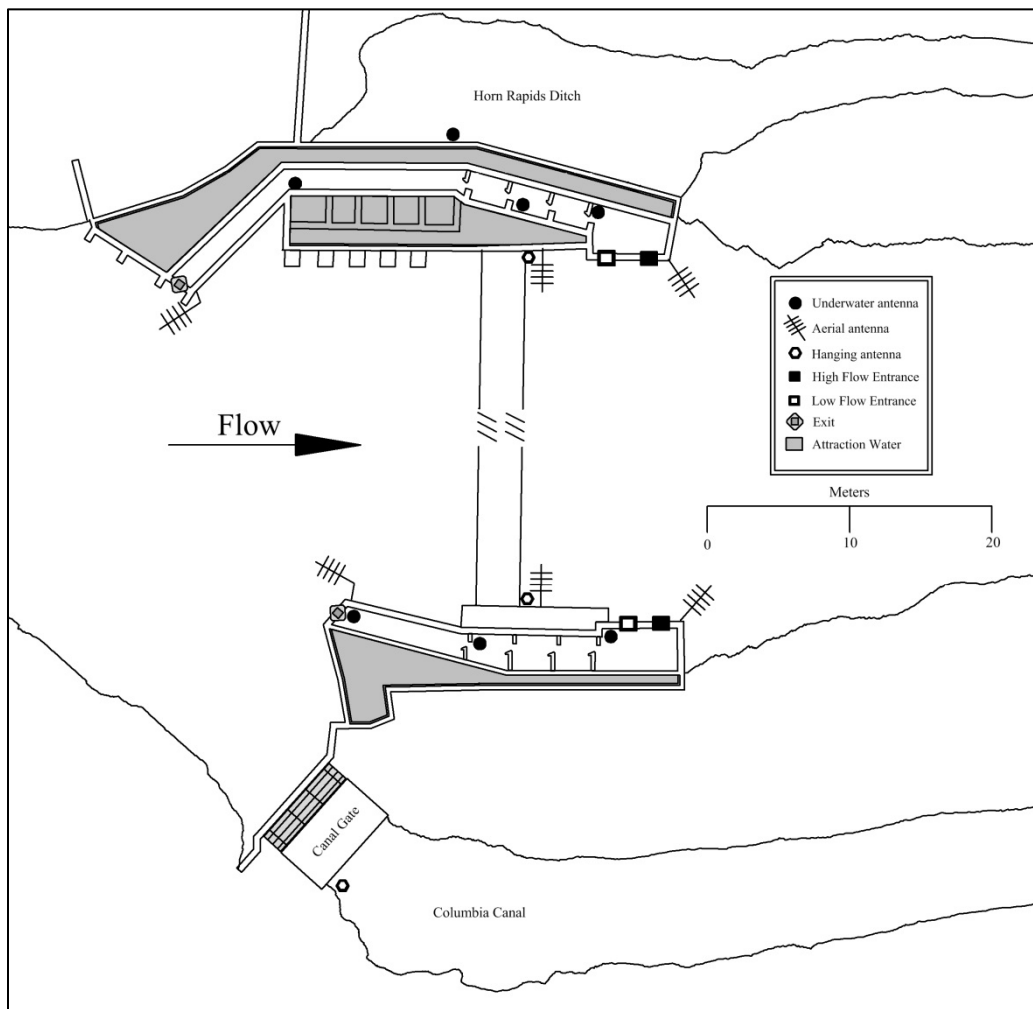 Horn Rapids Ditch
Underwater antenna
Aerial antenna
Hanging antenna
High Flow Entrance
Low Flow Entrance
Exit
Attraction Water
Flow
Meters
0 10 20
Canal Gate
Columbia Canal